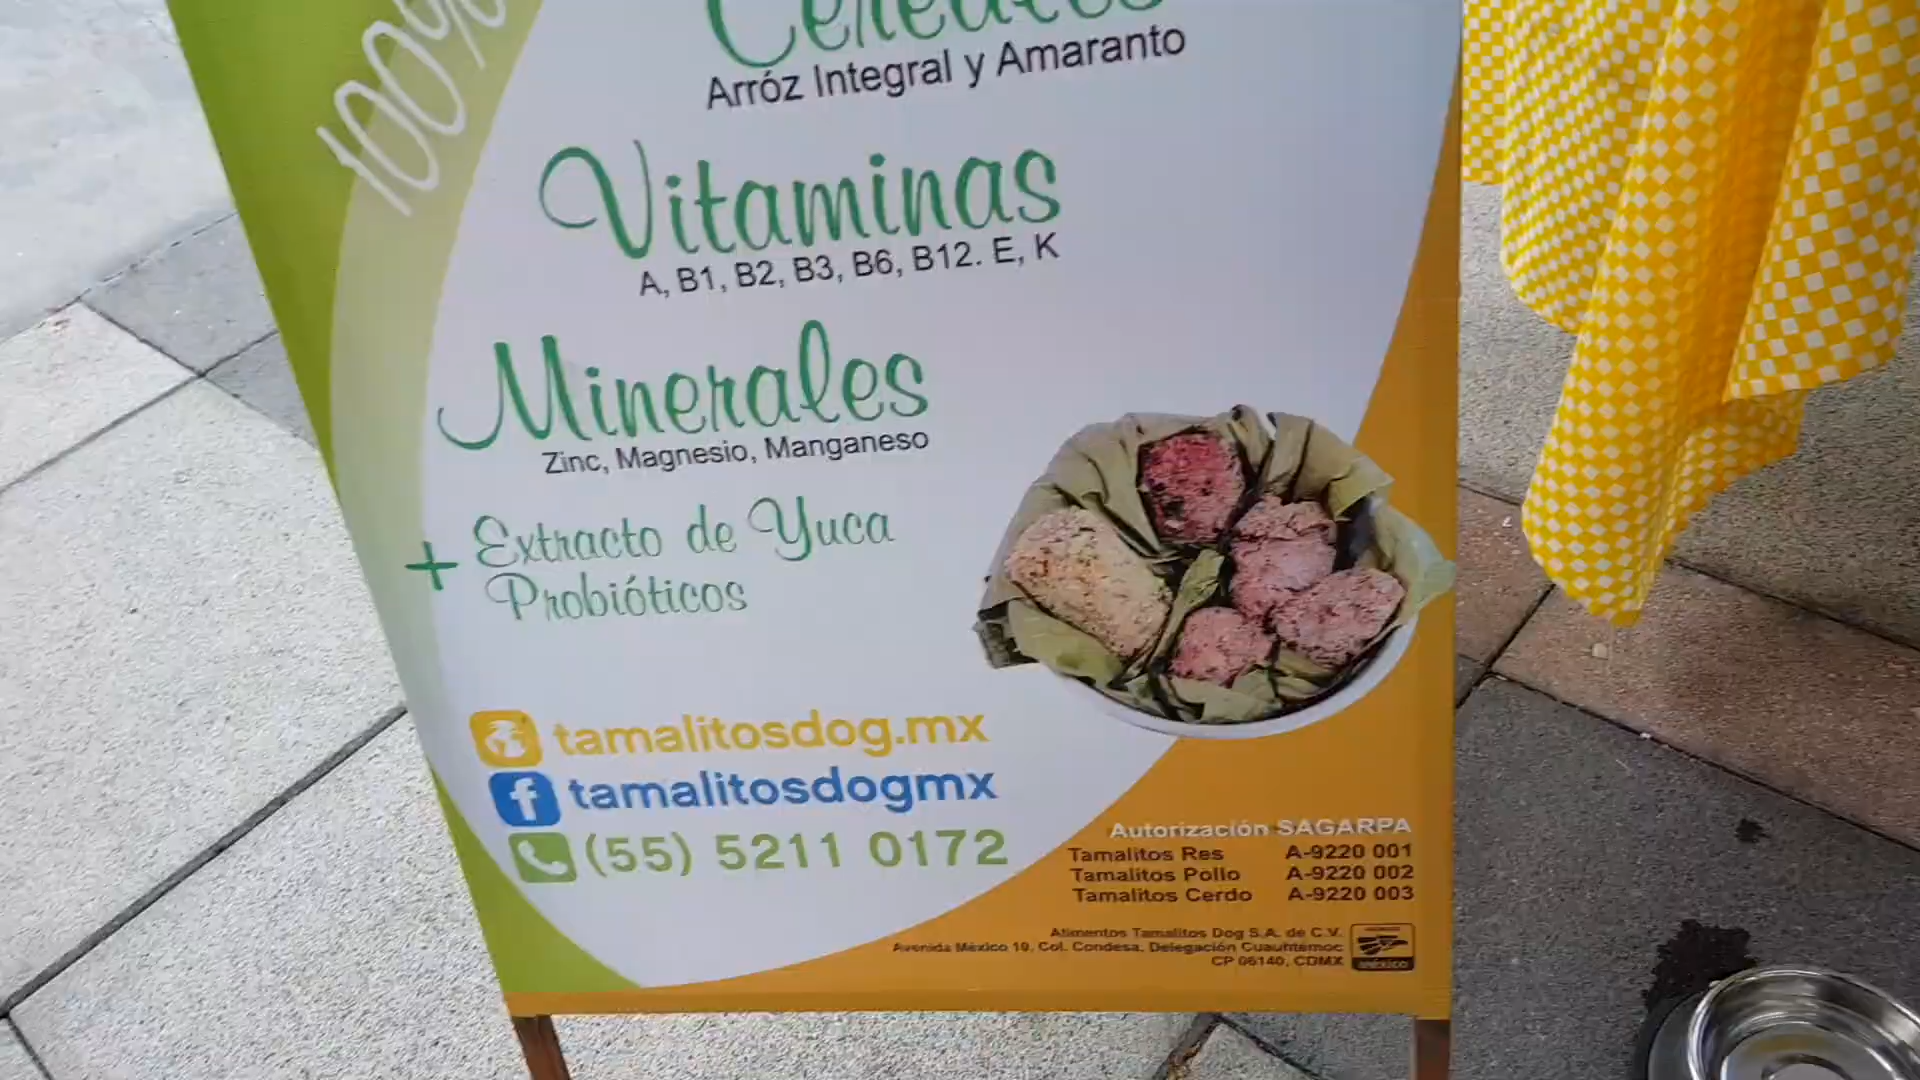 100%
Cereales
Arróz Integral y Amaranto
Vitaminas
A, B1, B2, B3, B6, B12. E, K
Minerales
Zinc, Magnesio, Manganeso
+ Extracto de Yuca
Probióticos
tamalitosdog.mx
tamalitosdogmx
(55) 5211 0172
Autorización SAGARPA
Tamalitos Res A-9220 001
Tamalitos Pollo A-9220 002
Tamalitos Cerdo A-9220 003
Alimentos Tamalitos Dog S.A. de C.V.
Avenida México 10, Col. Condesa, Delegación Cuauhtemoc
CP 06140, CDMX
MÉXICO